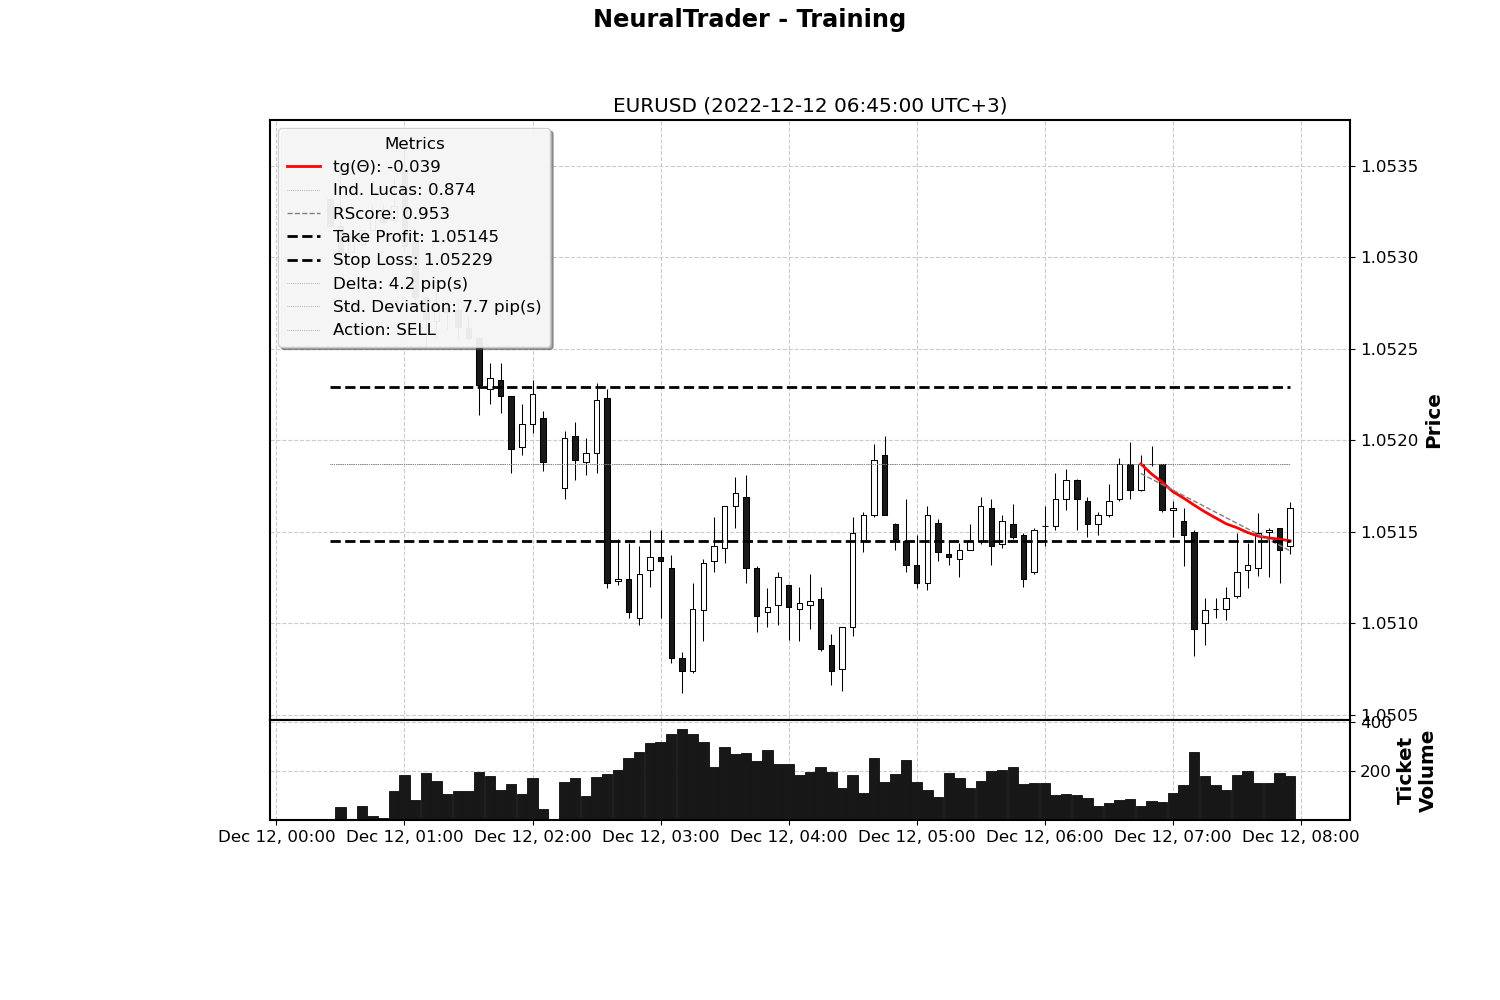 NeuralTrader - Training
EURUSD (2022-12-12 06:45:00 UTC+3)
Metrics
tg(Θ): -0.039
Ind. Lucas: 0.874
RScore: 0.953
Take Profit: 1.05145
Stop Loss: 1.05229
Delta: 4.2 pip(s)
Std. Deviation: 7.7 pip(s)
Action: SELL
1.0535
1.0530
1.0525
1.0520
1.0515
1.0510
1.0505
Price
400
200
Ticket
Volume
Dec 12, 00:00
Dec 12, 01:00
Dec 12, 02:00
Dec 12, 03:00
Dec 12, 04:00
Dec 12, 05:00
Dec 12, 06:00
Dec 12, 07:00
Dec 12, 08:00